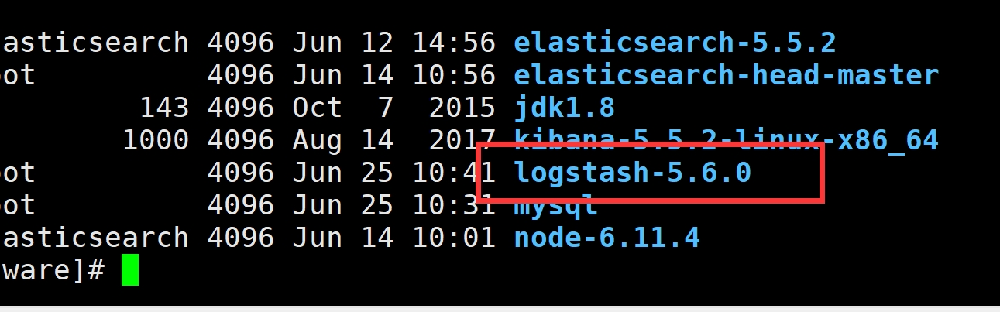 asticsearch 4096 Jun 12 14:56 elasticsearch-5.5.2
ot 4096 Jun 14 10:56 elasticsearch-head-master
143 4096 Oct 7 2015 jdk1.8
1000 4096 Aug 14 2017 kibana-5.5.2-linux-x86_64
ot 4096 Jun 25 10:41 logstash-5.6.0
ot 4096 Jun 25 10:31 mysql
asticsearch 4096 Jun 14 10:01 node-6.11.4
ware]#